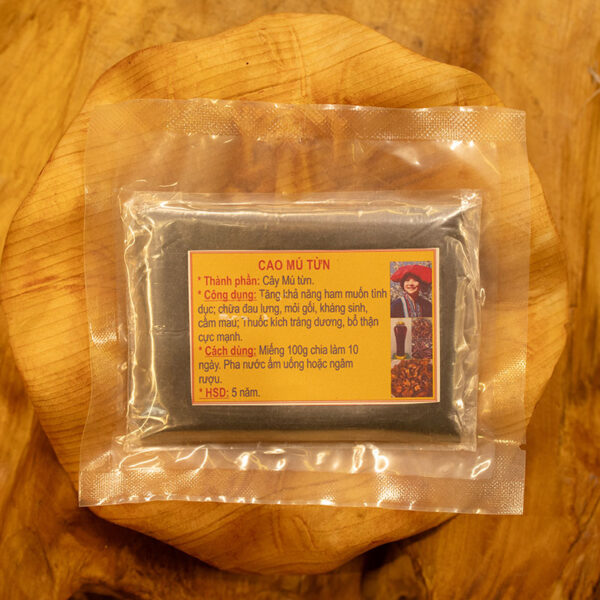 CAO MÚ TỪN
* Thành phần: Cây Mú từn.
* Công dụng: Tăng khả năng ham muốn tình
dục; chữa đau lưng, mỏi gối, kháng sinh,
cầm máu; Thuốc kích tráng dương, bổ thận
cực mạnh.
* Cách dùng: Miếng 100g chia làm 10
ngày. Pha nước ấm uống hoặc ngâm
rượu.
* HSD: 5 năm.